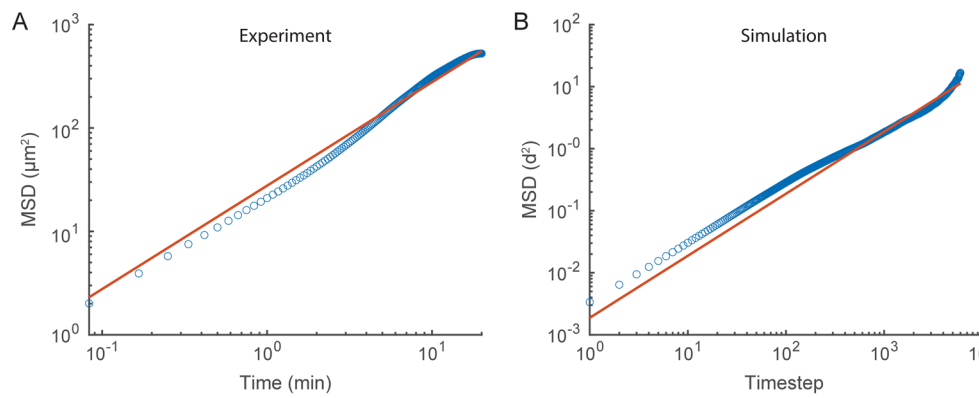 A
Experiment
10³
10²
10¹
10⁰
MSD (µm²)
10⁻¹
10⁰
10¹
Time (min)
B
Simulation
10²
10¹
10⁻⁰
10⁻¹
10⁻²
10⁻³
MSD (d²)
10⁰
10¹
10²
10³
Timestep